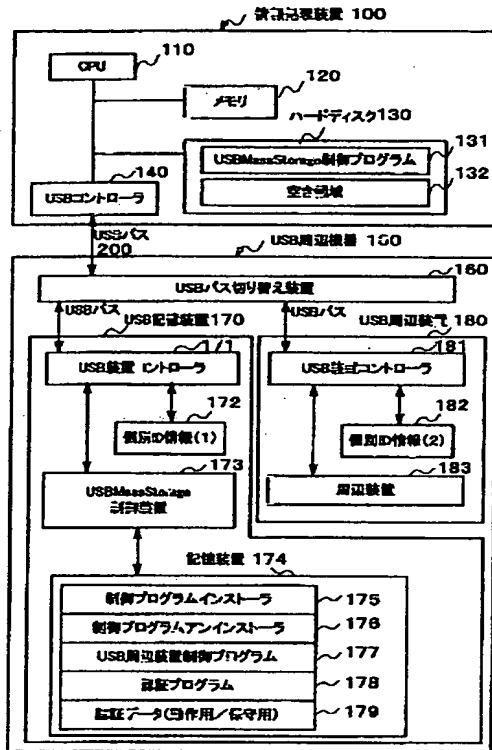 情報処理装置 100
110
CPU
120
メモリ
ハードディスク130
131
USBMassStorage制御プログラム
132
空き領域
140
USBコントローラ
USBバス
200
USB周辺機器 150
160
USBバス切り替え装置
USBバス
USBバス
USB記憶装置170
USB周辺装置 180
171
USB装置コントローラ
181
USB装置コントローラ
172
個別ID情報(1)
182
個別ID情報(2)
173
USBMassStorage
制御装置
183
周辺装置
記憶装置 174
制御プログラムインストーラ 175
制御プログラムアンインストーラ 176
USB周辺装置制御プログラム 177
認証プログラム 178
認証データ(動作用/保守用) 179